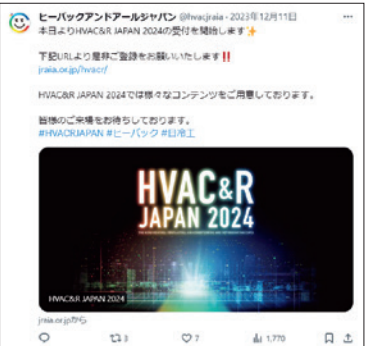 ヒーバックアンドアールジャパン @hvacjraia · 2023年12月11日
本日よりHVAC&R JAPAN 2024の受付を開始します✨
下記URLより是非ご登録をお願いいたします‼
jraia.or.jp/hvacr/
HVAC&R JAPAN 2024では様々なコンテンツをご用意しております。
皆様のご来場をお待ちしております。
#HVACRJAPAN #ヒーバック #日冷工
HVAC&R
JAPAN 2024
HVAC&R JAPAN 2024
jraia.or.jpから
3 7 1,770